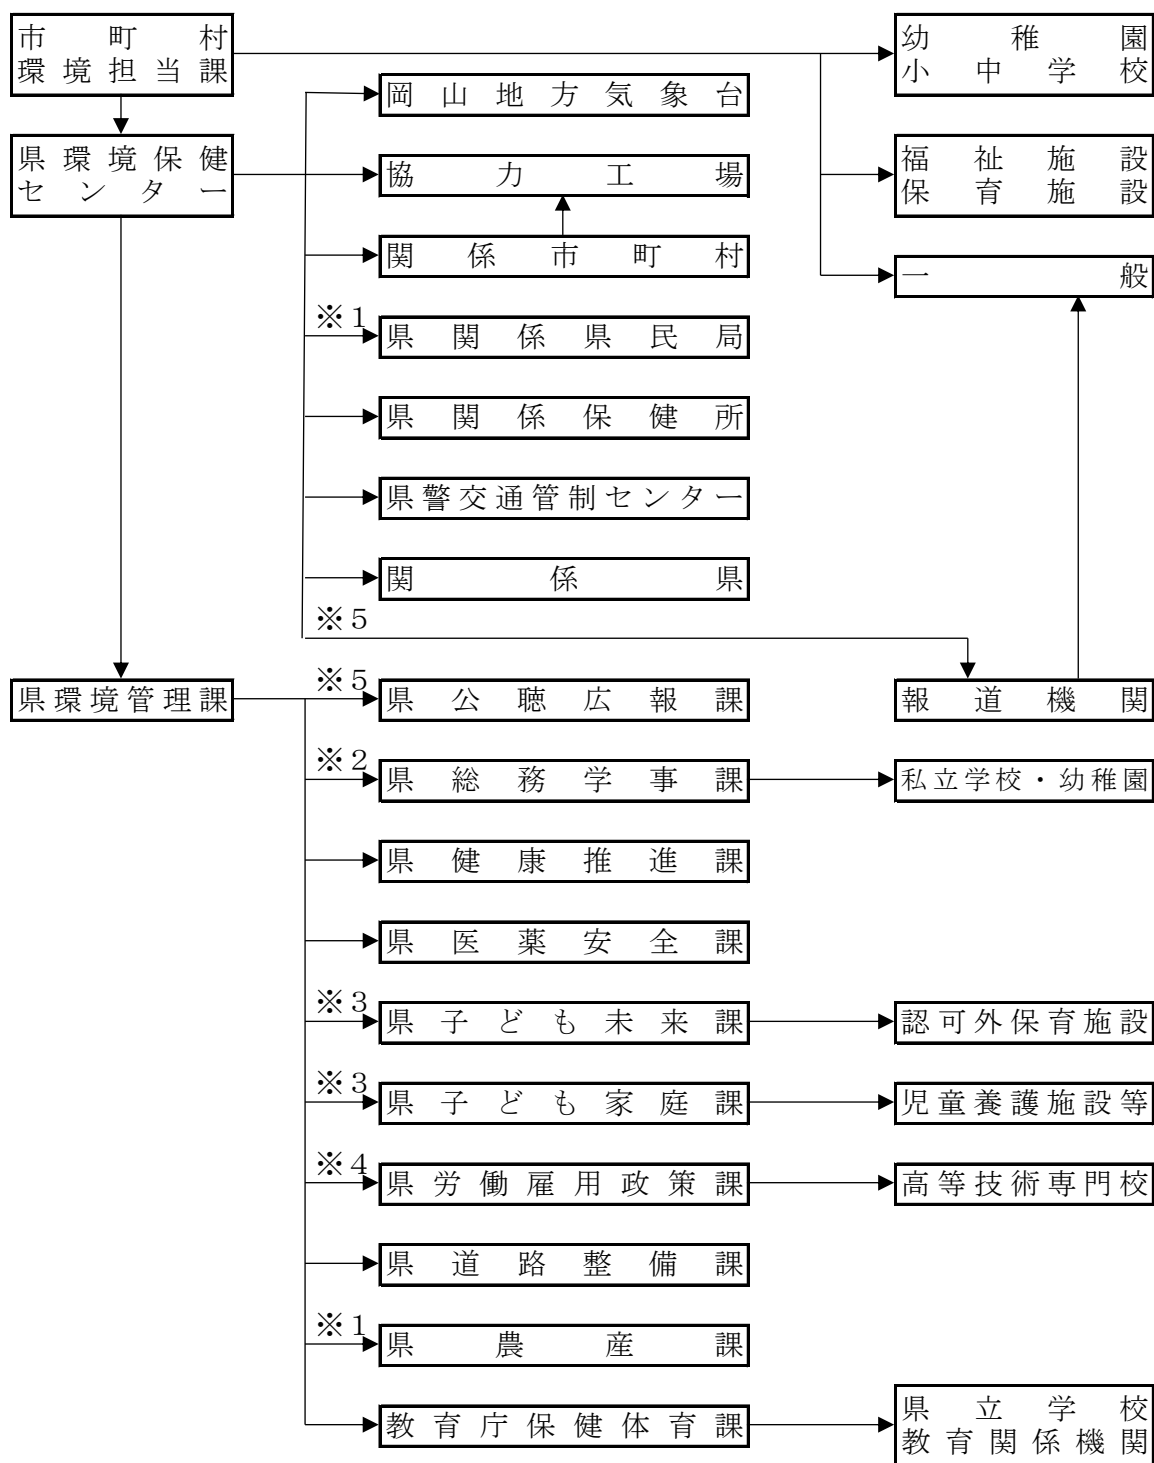 市町村
環境担当課
幼稚園
小中学校
岡山地方気象台
県環境保健
センター
協力工場
福祉施設
保育施設
関係市町村
一般
※1
県関係県民局
県関係保健所
県警交通管制センター
関係県
※5
県環境管理課
※5
県公聴広報課
報道機関
※2
県総務学事課
私立学校・幼稚園
県健康推進課
県医薬安全課
※3
県子ども未来課
認可外保育施設
※3
県子ども家庭課
児童養護施設等
※4
県労働雇用政策課
高等技術専門校
県道路整備課
※1
県農産課
教育庁保健体育課
県立学校
教育関係機関